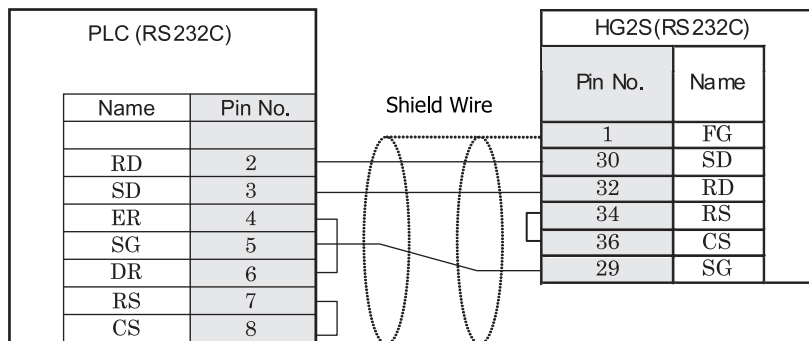 PLC (RS232C)
Name Pin No.
RD 2
SD 3
ER 4
SG 5
DR 6
RS 7
CS 8
Shield Wire
HG2S(RS232C)
Pin No. Name
1 FG
30 SD
32 RD
34 RS
36 CS
29 SG